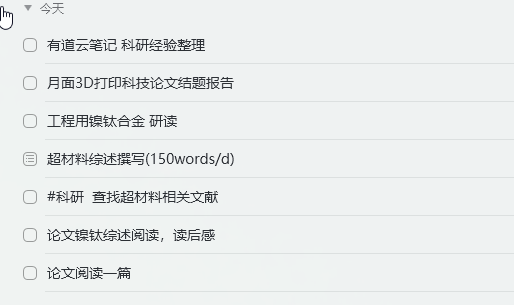 今天
有道云笔记 科研经验整理
月面3D打印科技论文结题报告
工程用镍钛合金 研读
超材料综述撰写(150words/d)
#科研  查找超材料相关文献
论文镍钛综述阅读，读后感
论文阅读一篇